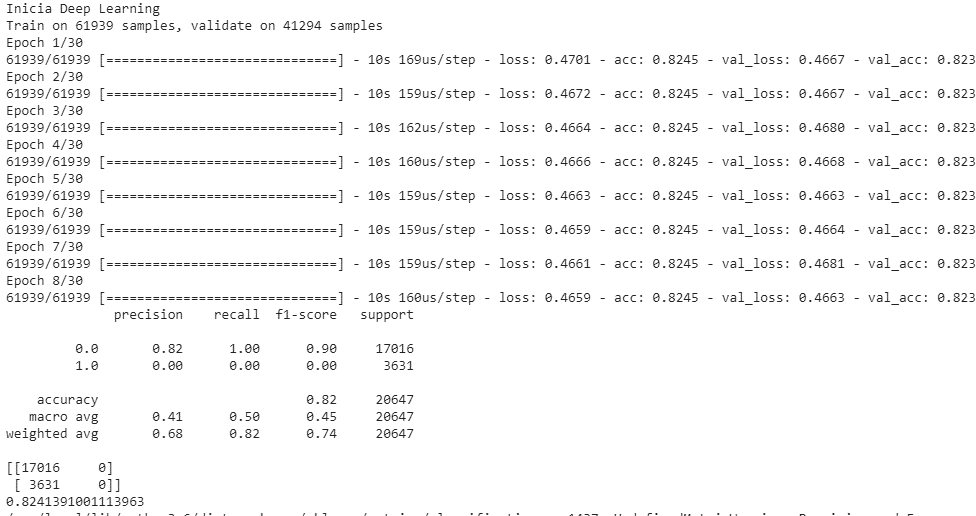 Inicia Deep Learning
Train on 61939 samples, validate on 41294 samples
Epoch 1/30
61939/61939 [==============================] - 10s 169us/step - loss: 0.4701 - acc: 0.8245 - val_loss: 0.4667 - val_acc: 0.823
Epoch 2/30
61939/61939 [==============================] - 10s 159us/step - loss: 0.4672 - acc: 0.8245 - val_loss: 0.4667 - val_acc: 0.823
Epoch 3/30
61939/61939 [==============================] - 10s 162us/step - loss: 0.4664 - acc: 0.8245 - val_loss: 0.4680 - val_acc: 0.823
Epoch 4/30
61939/61939 [==============================] - 10s 160us/step - loss: 0.4666 - acc: 0.8245 - val_loss: 0.4668 - val_acc: 0.823
Epoch 5/30
61939/61939 [==============================] - 10s 159us/step - loss: 0.4663 - acc: 0.8245 - val_loss: 0.4663 - val_acc: 0.823
Epoch 6/30
61939/61939 [==============================] - 10s 159us/step - loss: 0.4659 - acc: 0.8245 - val_loss: 0.4664 - val_acc: 0.823
Epoch 7/30
61939/61939 [==============================] - 10s 159us/step - loss: 0.4661 - acc: 0.8245 - val_loss: 0.4681 - val_acc: 0.823
Epoch 8/30
61939/61939 [==============================] - 10s 160us/step - loss: 0.4659 - acc: 0.8245 - val_loss: 0.4663 - val_acc: 0.823
precision recall f1-score support
0.0 0.82 1.00 0.90 17016
1.0 0.00 0.00 0.00 3631
accuracy 0.82 20647
macro avg 0.41 0.50 0.45 20647
weighted avg 0.68 0.82 0.74 20647
[[17016 0]
[ 3631 0]]
0.8241391001113963